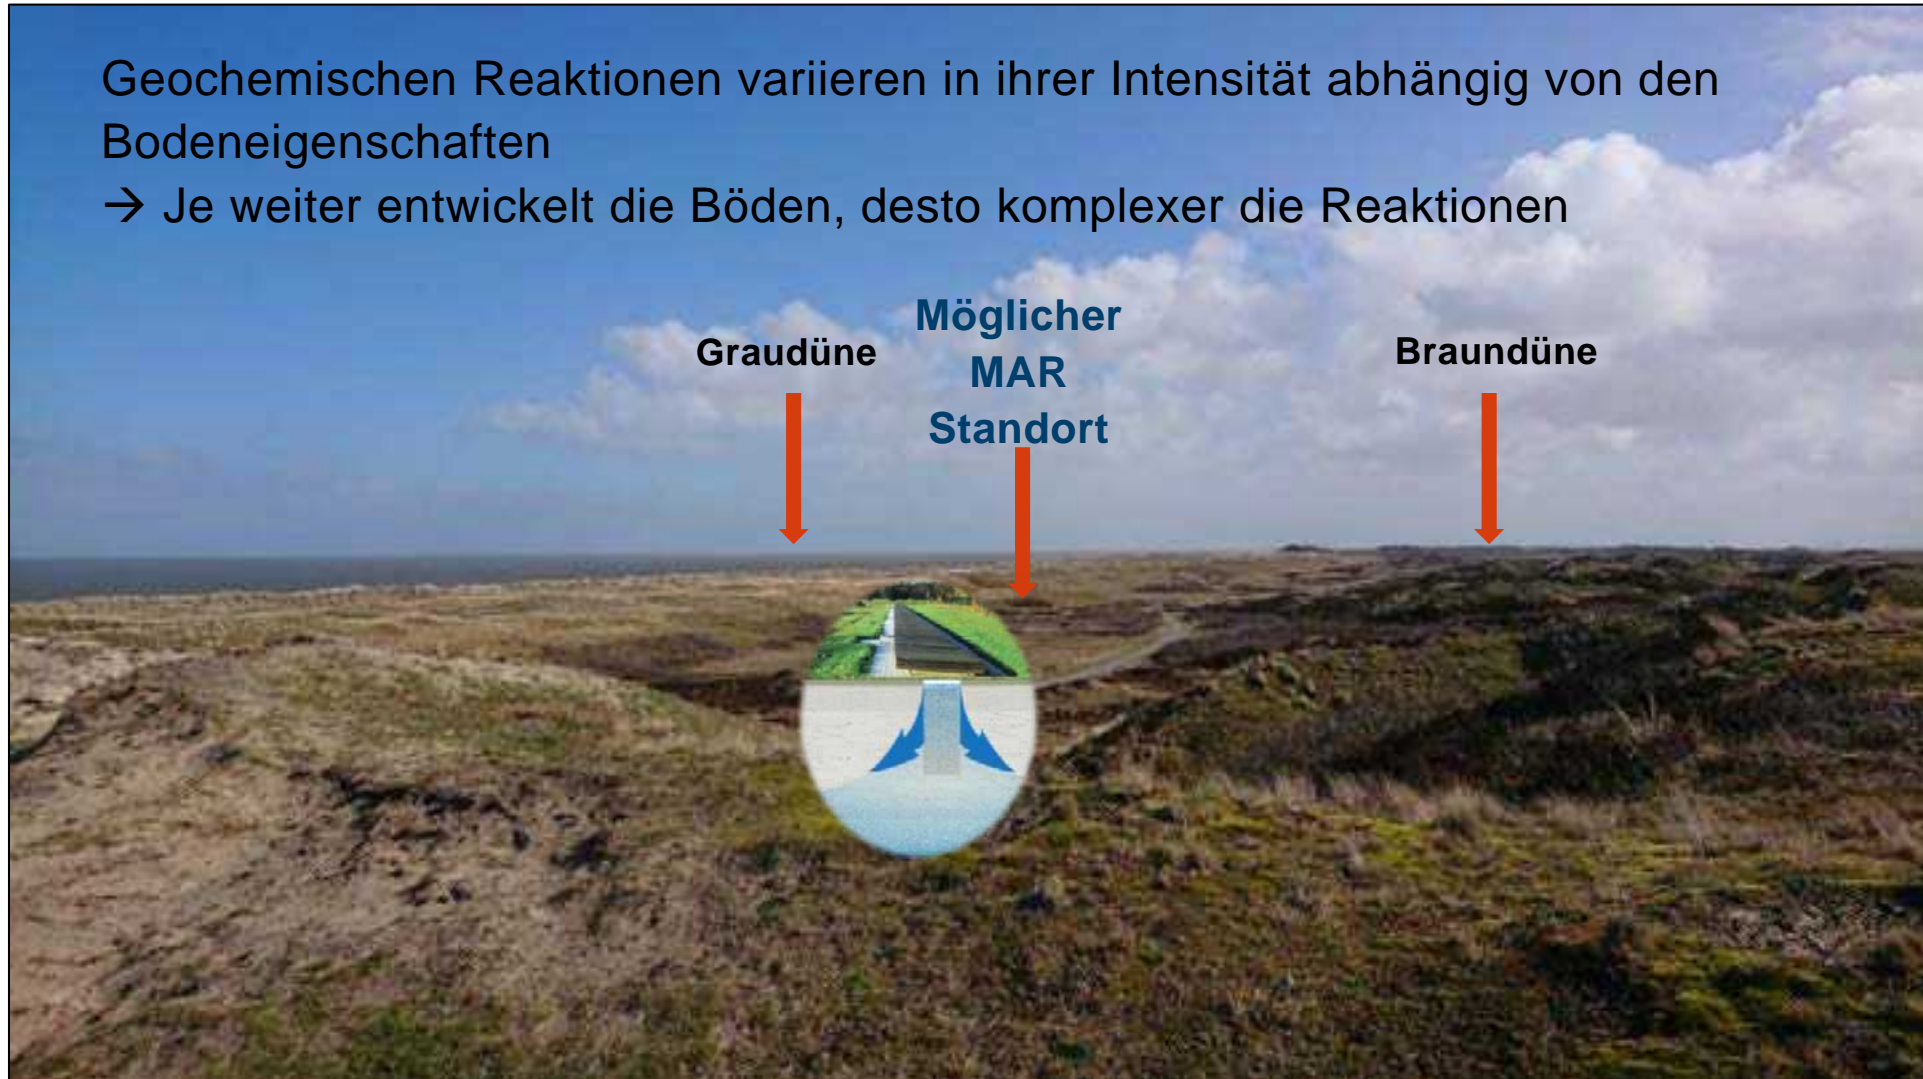 Geochemischen Reaktionen variieren in ihrer Intensität abhängig von den
Bodeneigenschaften
→ Je weiter entwickelt die Böden, desto komplexer die Reaktionen
Graudüne
Möglicher
MAR
Standort
Braundüne